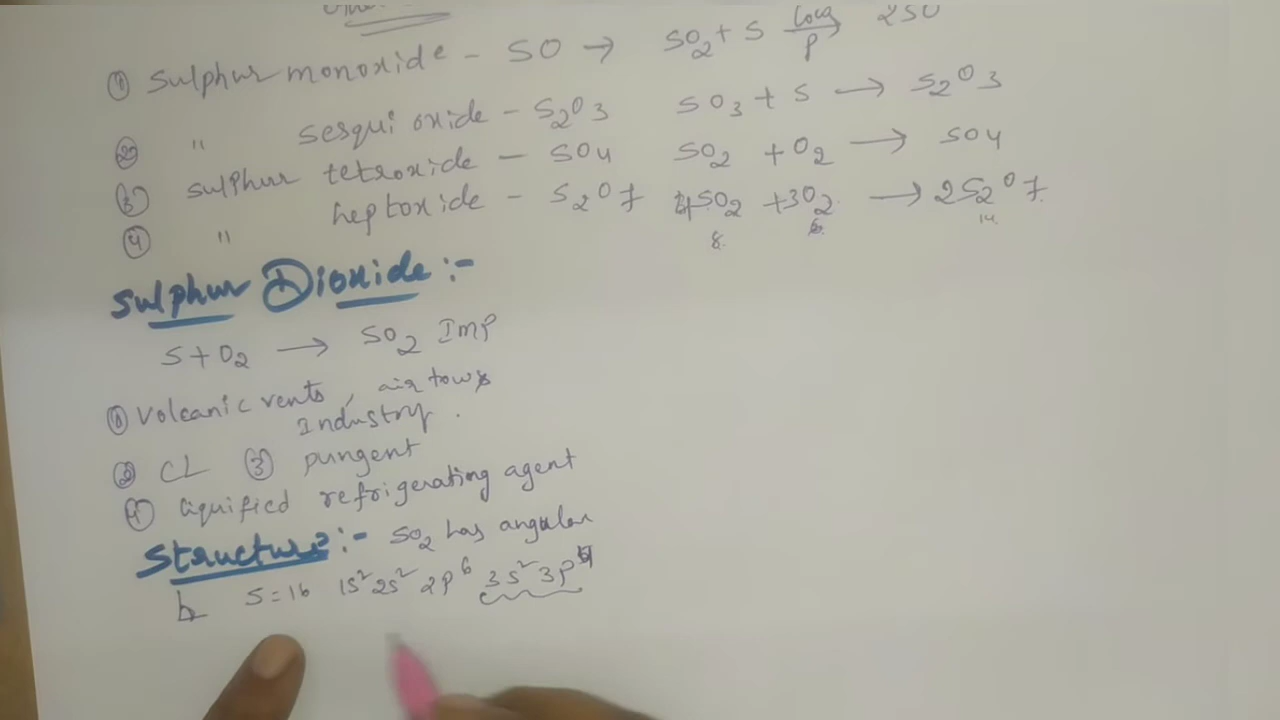 ① Sulphur monoxide - SO → SO₂ + S → 2SO
② " sesqui oxide - S₂O₃ SO₃ + S → S₂O₃
③ sulphur tetroxide - SO₄ SO₂ + O₂ → SO₄
④ " heptoxide - S₂O₇ 4SO₂ + 3O₂ → 2S₂O₇
8 6 14
Sulphur Dioxide :-
S + O₂ → SO₂ Imp
① Volcanic vents, air
Industry.
② CL ③ pungent
④ liquified refrigerating agent
Structure :- SO₂ has angular
S = 16 1s² 2s² 2p⁶ 3s² 3p⁴